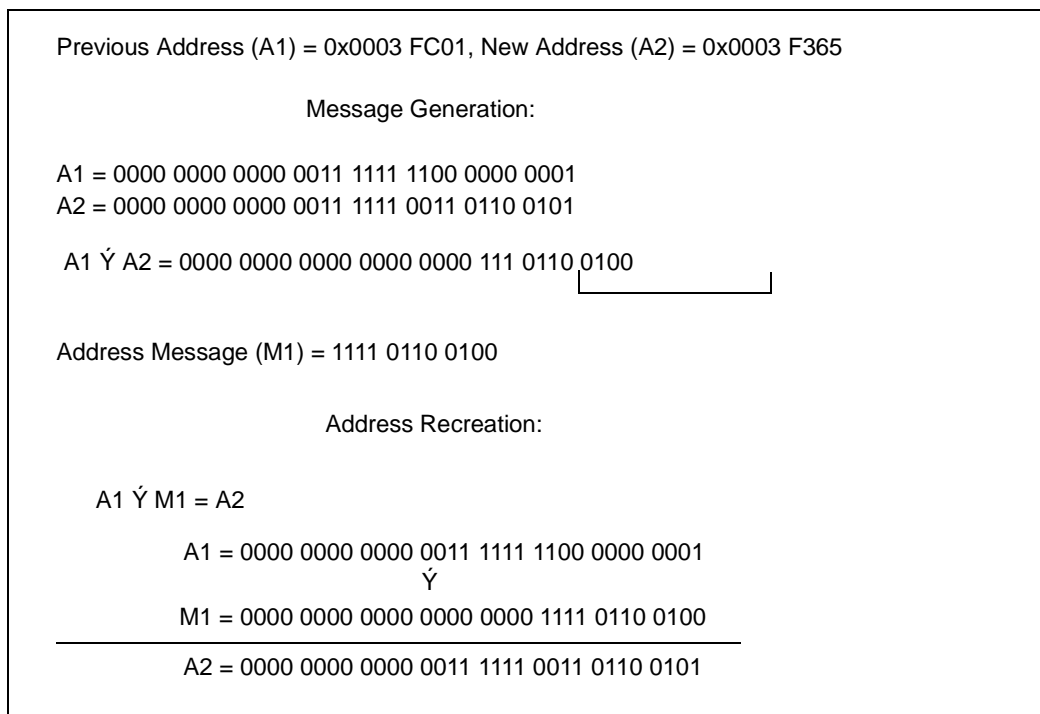 Previous Address (A1) = 0x0003 FC01, New Address (A2) = 0x0003 F365
Message Generation:
A1 = 0000 0000 0000 0011 1111 1100 0000 0001
A2 = 0000 0000 0000 0011 1111 0011 0110 0101
A1 Ý A2 = 0000 0000 0000 0000 0000 111 0110 0100
Address Message (M1) = 1111 0110 0100
Address Recreation:
A1 Ý M1 = A2
A1 = 0000 0000 0000 0011 1111 1100 0000 0001
Ý
M1 = 0000 0000 0000 0000 0000 1111 0110 0100
A2 = 0000 0000 0000 0011 1111 0011 0110 0101